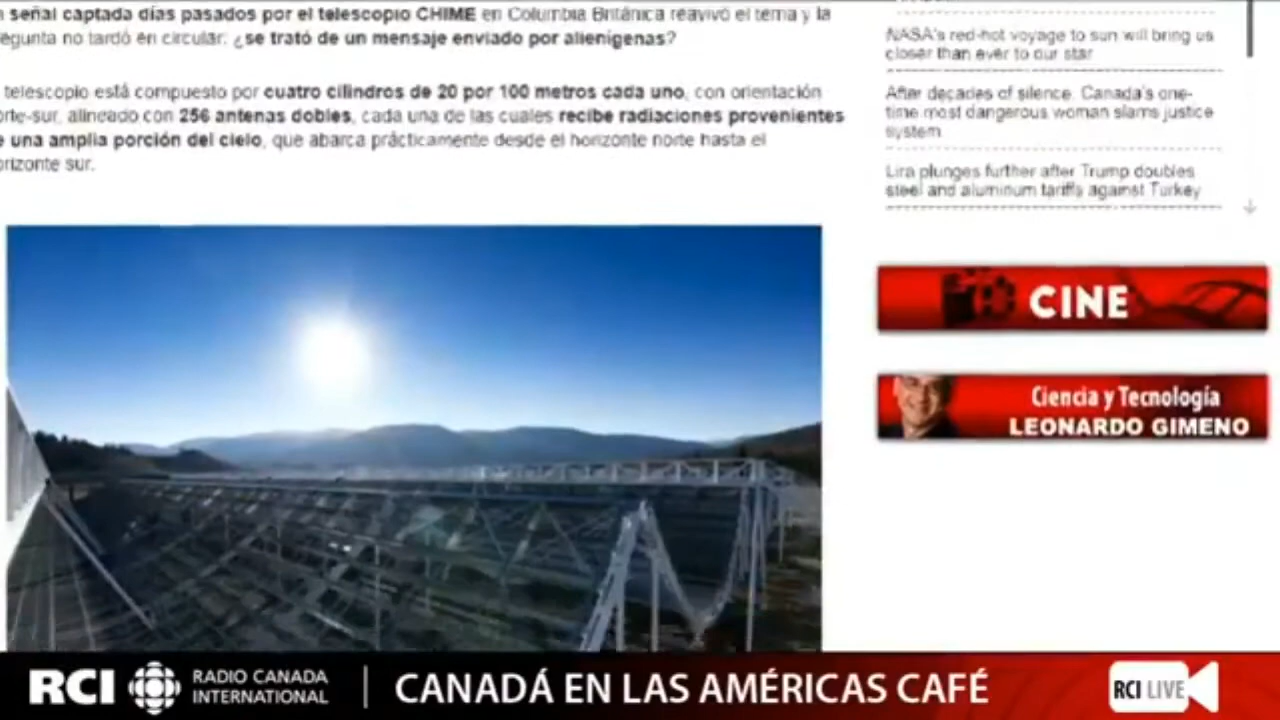 señal captada días pasados por el telescopio CHIME en Columbia Británica reavivó el tema y la
egunta no tardó en circular: ¿se trató de un mensaje enviado por alienígenas?
telescopio está compuesto por cuatro cilindros de 20 por 100 metros cada uno, con orientación
orte-sur, alineado con 256 antenas dobles, cada una de las cuales recibe radiaciones provenientes
e una amplia porción del cielo, que abarca prácticamente desde el horizonte norte hasta el
orizonte sur.
NASA's red-hot voyage to sun will bring us
closer than ever to our star
After decades of silence, Canada's one-
time most dangerous woman slams justice
system
Lira plunges further after Trump doubles
steel and aluminum tariffs against Turkey
CINE
Ciencia y Tecnología
LEONARDO GIMENO
RCI RADIO CANADA
INTERNATIONAL
CANADÁ EN LAS AMÉRICAS CAFÉ
RCI LIVE